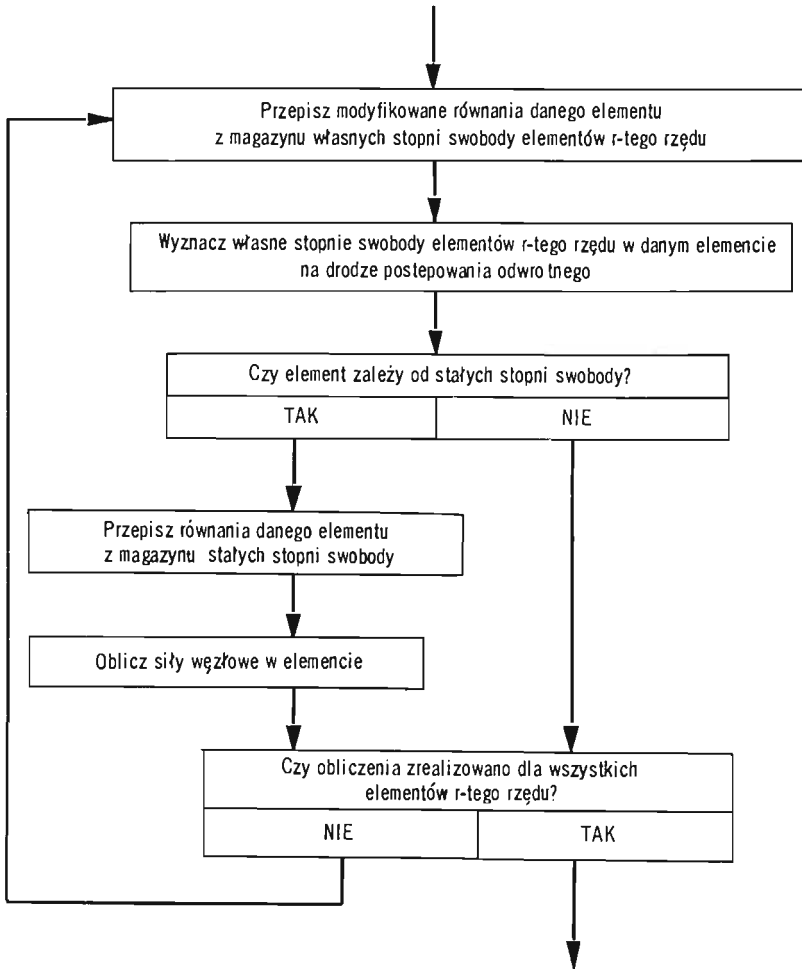 Przepisz modyfikowane równania danego elementu
z magazynu własnych stopni swobody elementów r-tego rzędu
Wyznacz własne stopnie swobody elementów r-tego rzędu w danym elemencie
na drodze postepowania odwrotnego
Czy element zależy od stałych stopni swobody?
TAK
NIE
Przepisz równania danego elementu
z magazynu stałych stopni swobody
Oblicz siły węzłowe w elemencie
Czy obliczenia zrealizowano dla wszystkich
elementów r-tego rzędu?
NIE
TAK